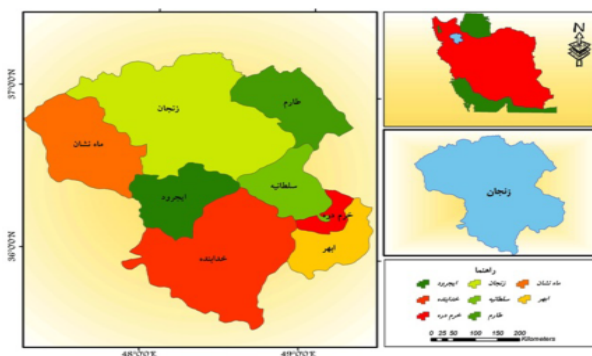 37°0'0"N
36°0'0"N
48°0'0"E
49°0'0"E
زنجان
طارم
ماه نشان
سلطانیه
ایجرود
خرم دره
ابهر
خدابنده
N
زنجان
راهنما
ایجرود
زنجان
ماه نشان
خدابنده
سلطانیه
ابهر
خرم دره
طارم
0 25 50 100 150 200
Kilometers